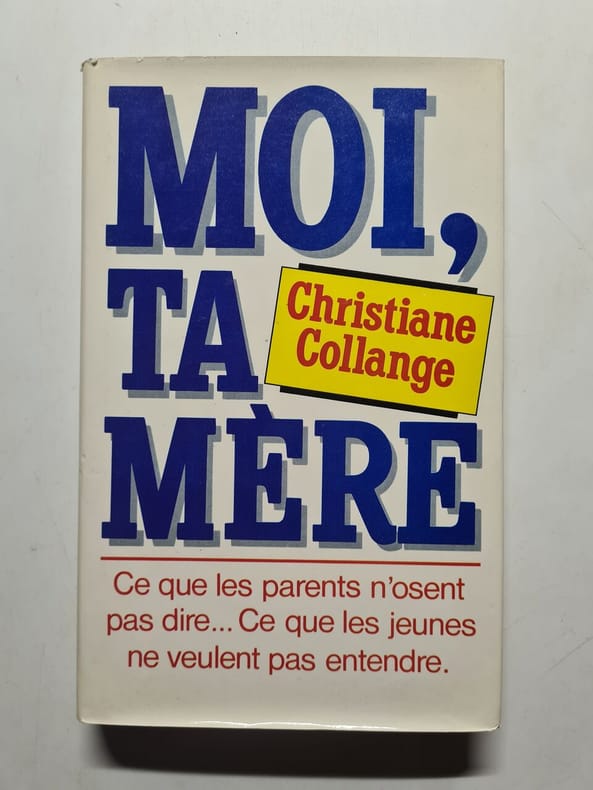 MOI,
TA
Christiane
Collange
MÈRE
Ce que les parents n'osent
pas dire... Ce que les jeunes
ne veulent pas entendre.